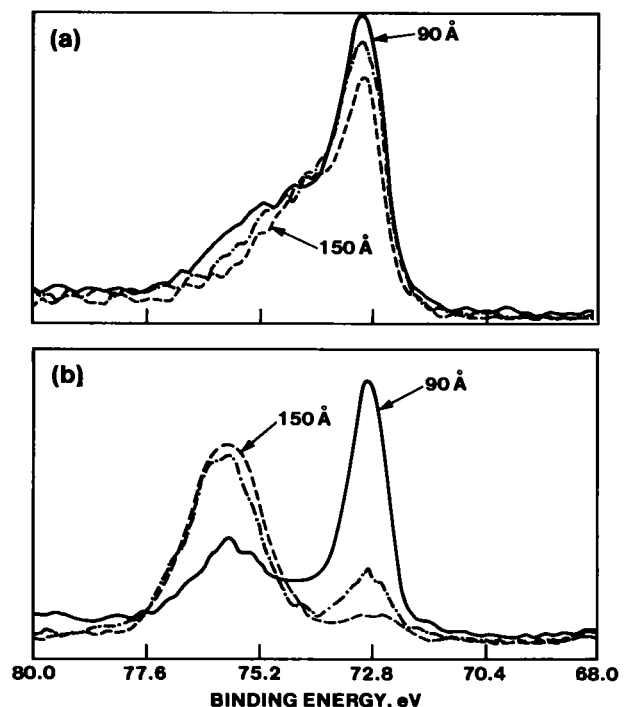 (a)
90 Å
150 Å
(b)
150 Å
90 Å
80.0 77.6 75.2 72.8 70.4 68.0
BINDING ENERGY, eV